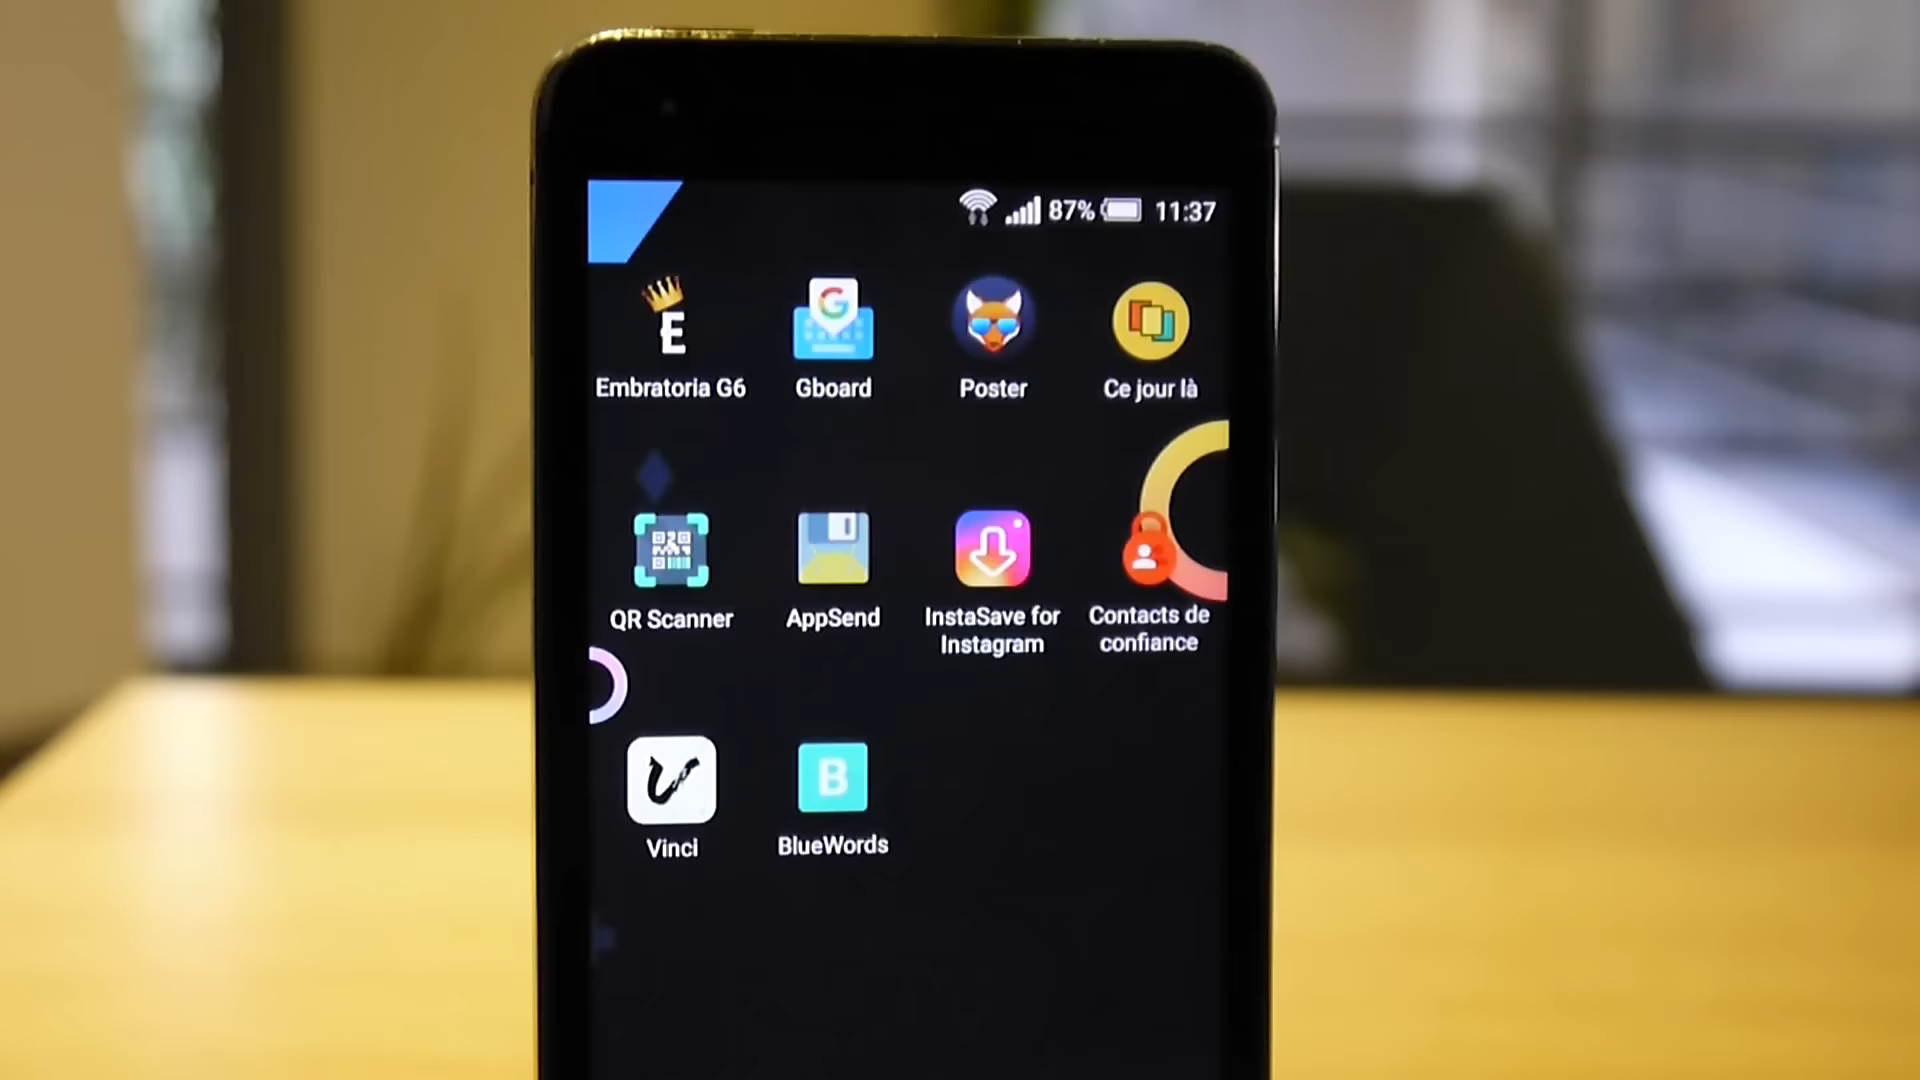 87% 11:37
E
G
Embratoria G6 Gboard Poster Ce jour là
QR Scanner AppSend InstaSave for Instagram Contacts de confiance
B
Vinci BlueWords